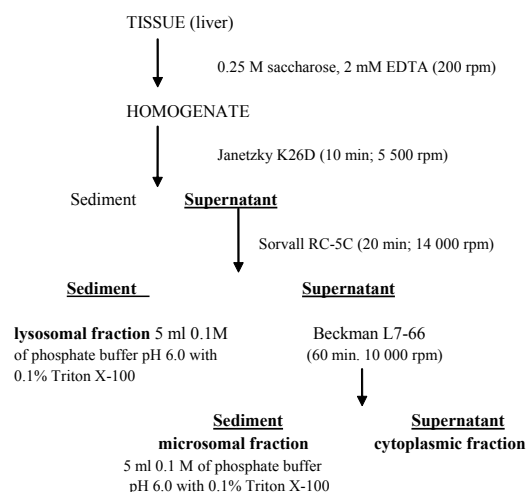 TISSUE (liver)
0.25 M saccharose, 2 mM EDTA (200 rpm)
HOMOGENATE
Janetzky K26D (10 min; 5 500 rpm)
Sediment Supernatant
Sorvall RC-5C (20 min; 14 000 rpm)
Sediment Supernatant
lysosomal fraction 5 ml 0.1M
of phosphate buffer pH 6.0 with
0.1% Triton X-100
Beckman L7-66
(60 min. 10 000 rpm)
Sediment
microsomal fraction
5 ml 0.1 M of phosphate buffer
pH 6.0 with 0.1% Triton X-100
Supernatant
cytoplasmic fraction